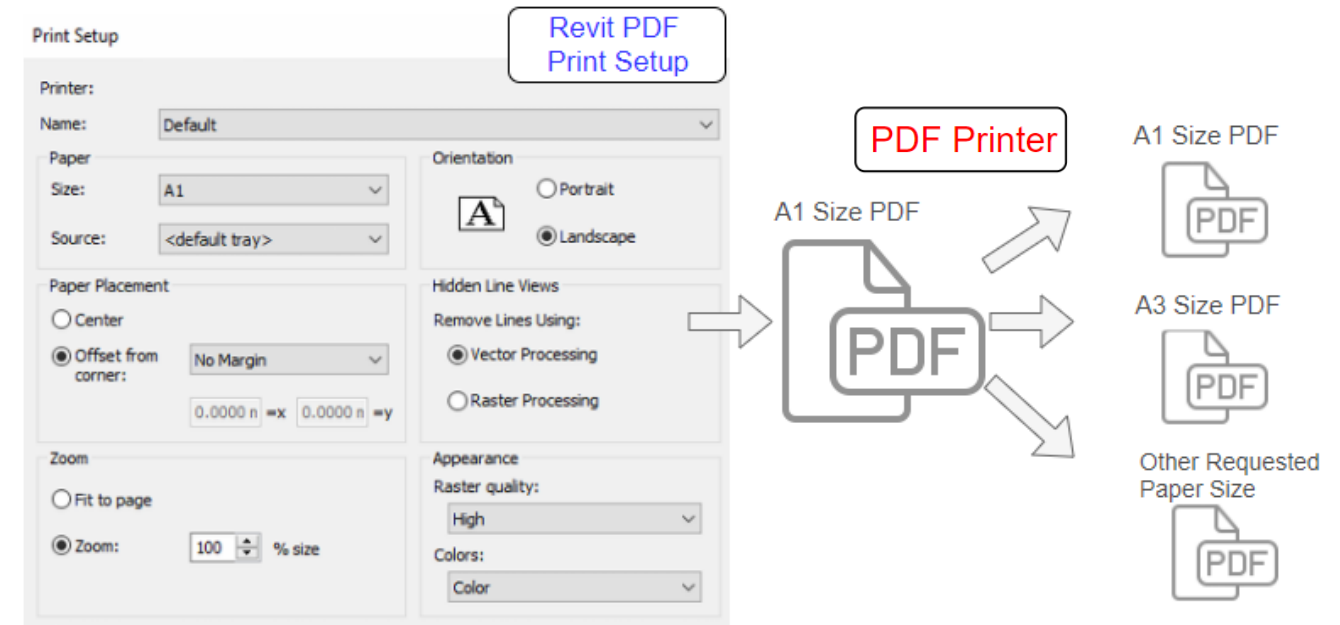 Print Setup
Revit PDF
Print Setup
Printer:
Name:
Default
Paper
Size:
A1
Source:
<default tray>
Orientation
A
Portrait
Landscape
Paper Placement
Center
Offset from
corner:
No Margin
0.0000 n =x 0.0000 n =y
Hidden Line Views
Remove Lines Using:
Vector Processing
Raster Processing
Zoom
Fit to page
Zoom:
100
% size
Appearance
Raster quality:
High
Colors:
Color
PDF Printer
A1 Size PDF
PDF
A1 Size PDF
PDF
A3 Size PDF
PDF
Other Requested
Paper Size
PDF